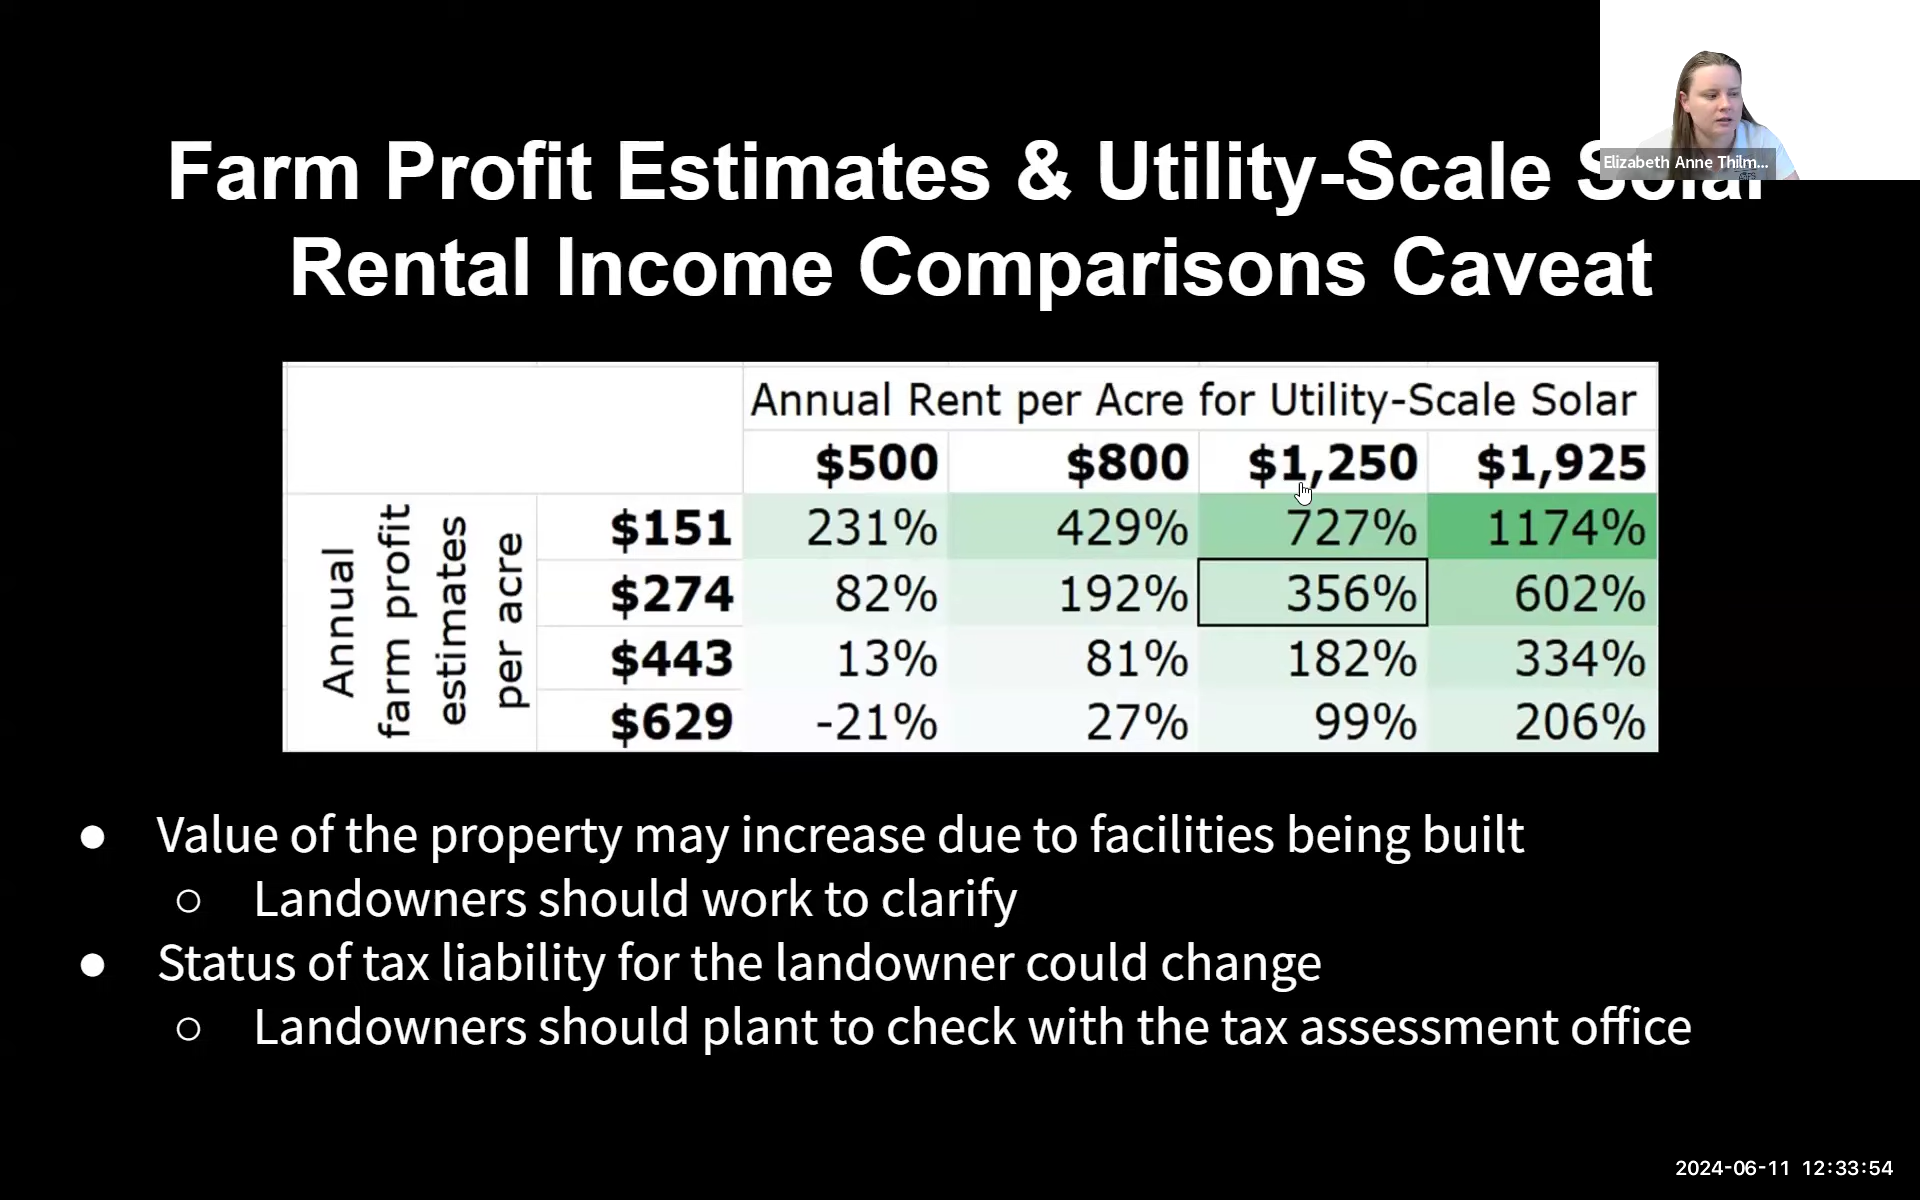 Elizabeth Anne Thilm...
Farm Profit Estimates & Utility-Scale Solar
Rental Income Comparisons Caveat
Annual Rent per Acre for Utility-Scale Solar
$500 $800 $1,250 $1,925
Annual
farm profit
estimates
per acre
$151 231% 429% 727% 1174%
$274 82% 192% 356% 602%
$443 13% 81% 182% 334%
$629 -21% 27% 99% 206%
● Value of the property may increase due to facilities being built
○ Landowners should work to clarify
● Status of tax liability for the landowner could change
○ Landowners should plant to check with the tax assessment office
2024-06-11 12:33:54